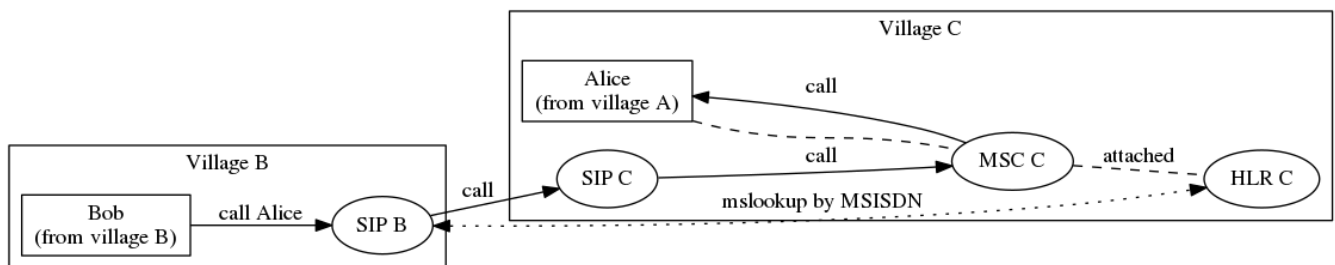 Village C
Alice
(from village A)
call
MSC C
attached
HLR C
SIP C
call
mslookup by MSISDN
Village B
Bob
(from village B)
call Alice
SIP B
call